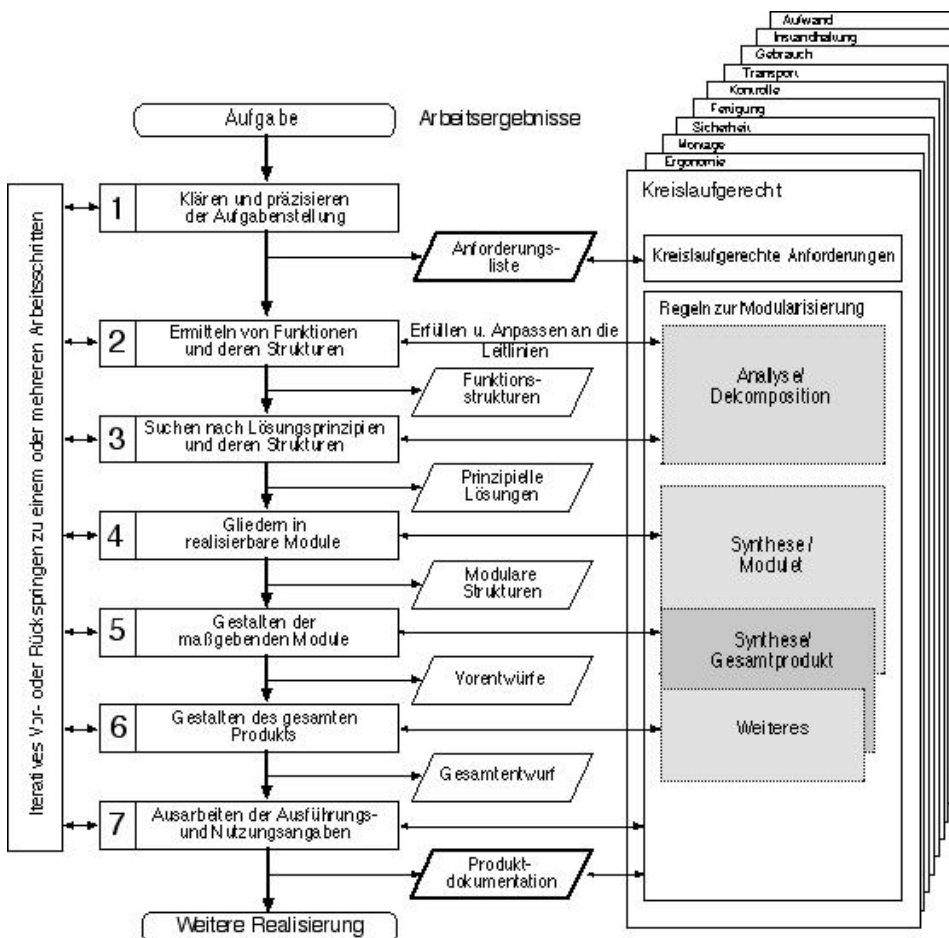 Aufwand
Instandhaltung
Gebrauch
Transport
Kontrolle
Fertigung
Sicherheit
Montage
Ergonomie
Kreislaufgerecht
Aufgabe
Arbeitsergebnisse
Iteratives Vor- oder Rückspringen zu einem oder mehreren Arbeitsschritten
1
Klären und präzisieren
der Aufgabenstellung
Anforderungs-
liste
Kreislaufgerechte Anforderungen
Regeln zur Modularisierung
2
Ermitteln von Funktionen
und deren Strukturen
Erfüllen u. Anpassen an die
Leitlinien
Analyse/
Dekomposition
Funktions-
strukturen
3
Suchen nach Lösungsprinzipien
und deren Strukturen
Prinzipielle
Lösungen
4
Gliedern in
realisierbare Module
Synthese /
Modulet
Modulare
Strukturen
5
Gestalten der
maßgebenden Module
Synthese/
Gesamtprodukt
Vorentwürfe
6
Gestalten des gesamten
Produkts
Weiteres
Gesamtentwurf
7
Ausarbeiten der Ausführungs-
und Nutzungsangaben
Produkt-
dokumentation
Weitere Realisierung